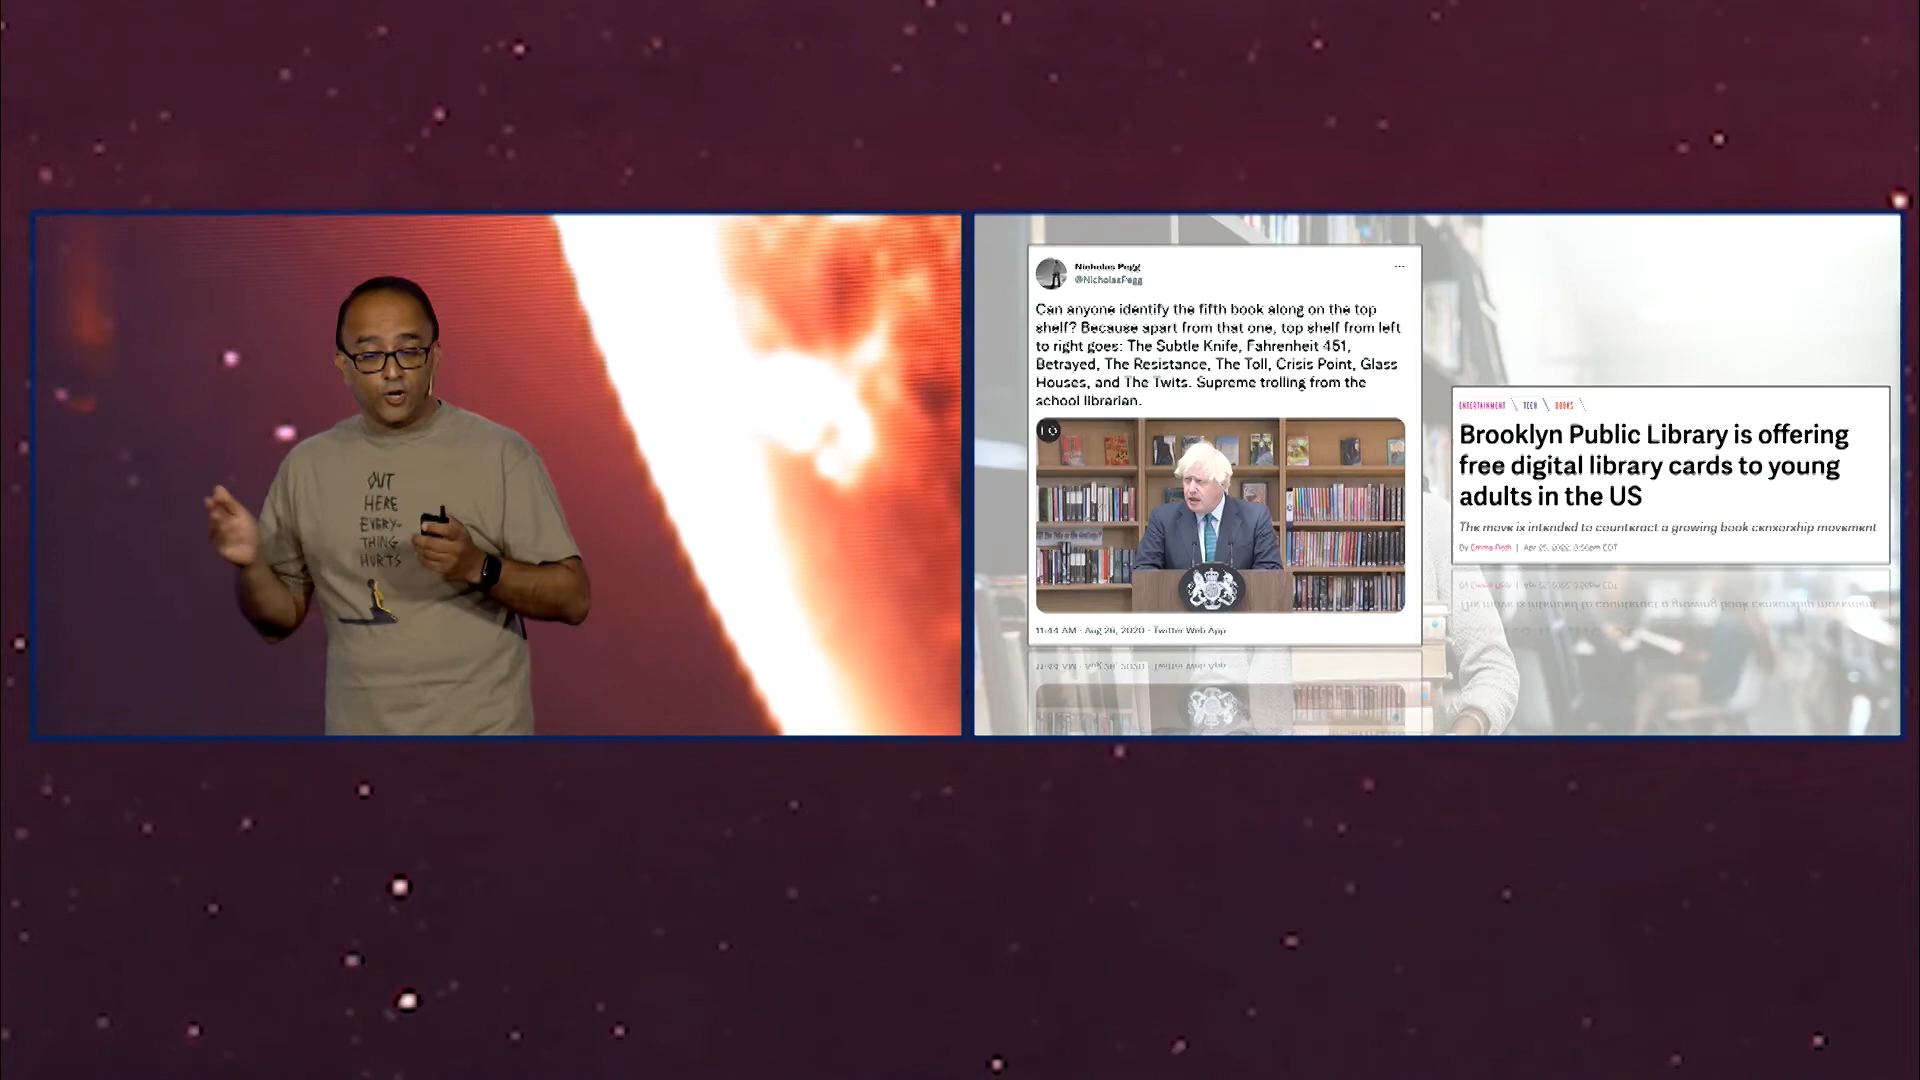 OUT
HERE
EVERY-
THING
HURTS
Nicholas Pegg
@NicholasPegg
Can anyone identify the fifth book along on the top
shelf? Because apart from that one, top shelf from left
to right goes: The Subtle Knife, Fahrenheit 451,
Betrayed, The Resistance, The Toll, Crisis Point, Glass
Houses, and The Twits. Supreme trolling from the
school librarian.
11:44 AM · Aug 26, 2020 · Twitter Web App
ENTERTAINMENT \ TECH \ BOOKS \
Brooklyn Public Library is offering
free digital library cards to young
adults in the US
The move is intended to counteract a growing book censorship movement
By Emma Roth | Apr 25, 2022, EDT